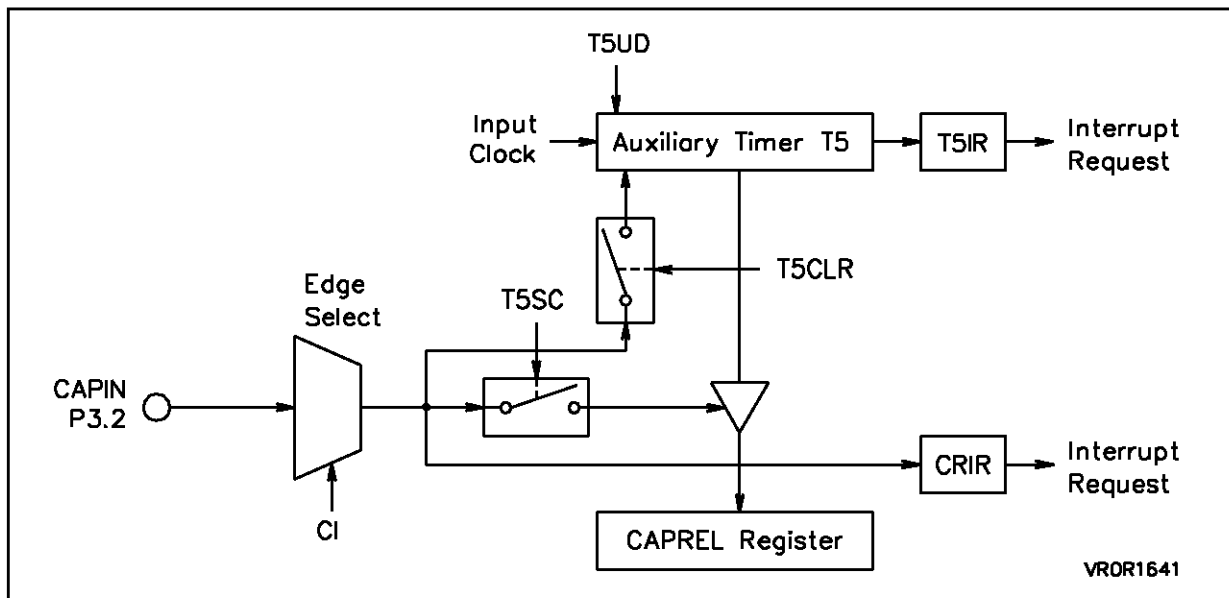 T5UD
Input
Clock
Auxiliary Timer T5
T5IR
Interrupt
Request
T5CLR
Edge
Select
T5SC
CAPIN
P3.2
CRIR
Interrupt
Request
CI
CAPREL Register
VR0R1641